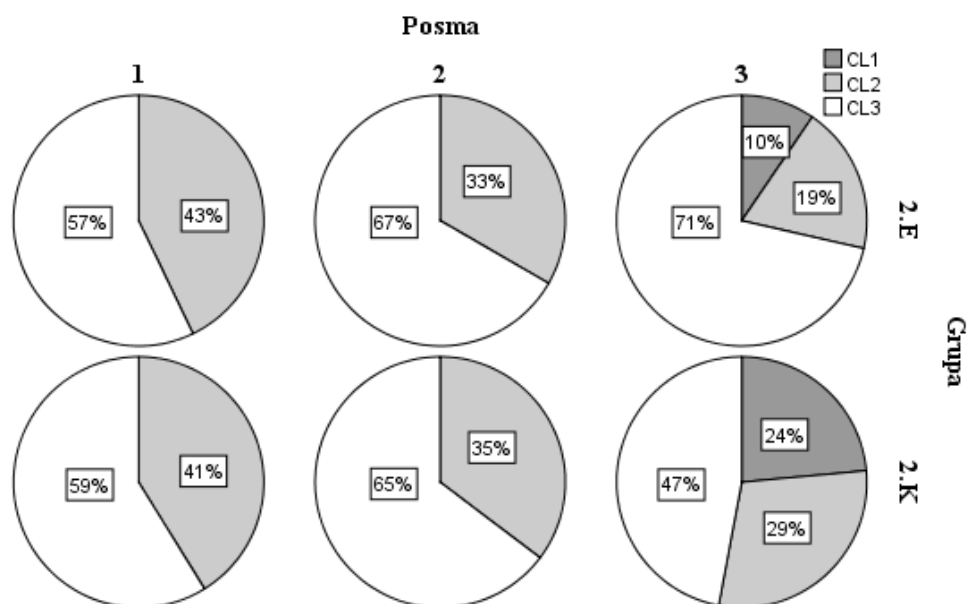 Posma
1 2 3
CL1
CL2
CL3
57% 43%
67% 33%
10%
19%
71%
2.E
Grupa
59% 41%
65% 35%
24%
47%
29%
2.K